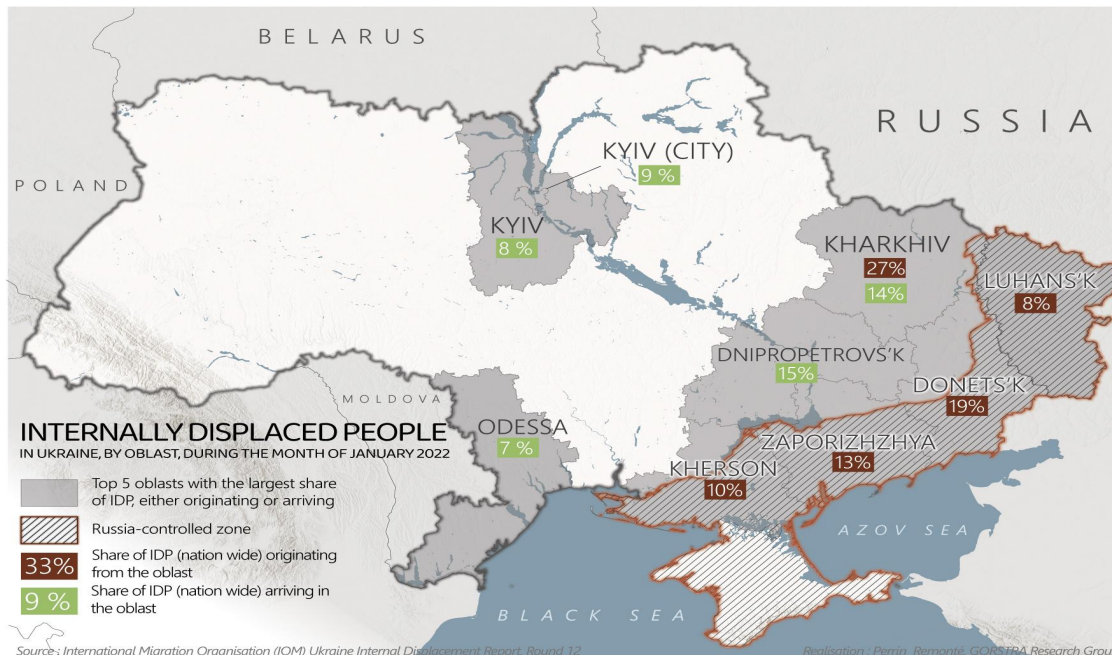 BELARUS
RUSSIA
POLAND
KYIV (CITY)
9 %
KYIV
8 %
KHARKHIV
27%
14%
LUHANS'K
8%
DNIPROPETROVS'K
15%
DONETS'K
19%
MOLDOVA
ODESSA
7 %
ZAPORIZHZHYA
13%
KHERSON
10%
AZOV SEA
BLACK SEA
INTERNALLY DISPLACED PEOPLE
IN UKRAINE, BY OBLAST, DURING THE MONTH OF JANUARY 2022
Top 5 oblasts with the largest share
of IDP, either originating or arriving
Russia-controlled zone
33%
Share of IDP (nation wide) originating
from the oblast
9 %
Share of IDP (nation wide) arriving in
the oblast
Source : International Migration Organisation (IOM) Ukraine Internal Displacement Report, Round 12
Realisation : Perrin Remonté, GORSTRA Research Grou